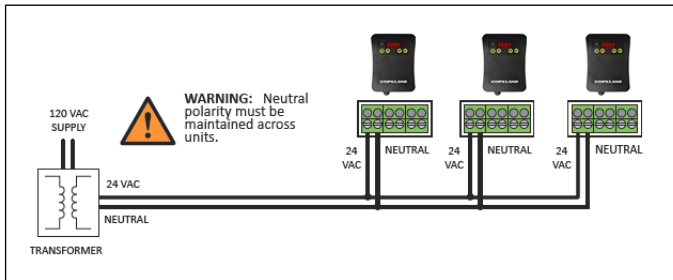 COPELAND
COPELAND
COPELAND
120 VAC
SUPPLY
WARNING: Neutral
polarity must be
maintained across
units.
24
VAC
NEUTRAL
24
VAC
NEUTRAL
24
VAC
NEUTRAL
24 VAC
NEUTRAL
TRANSFORMER